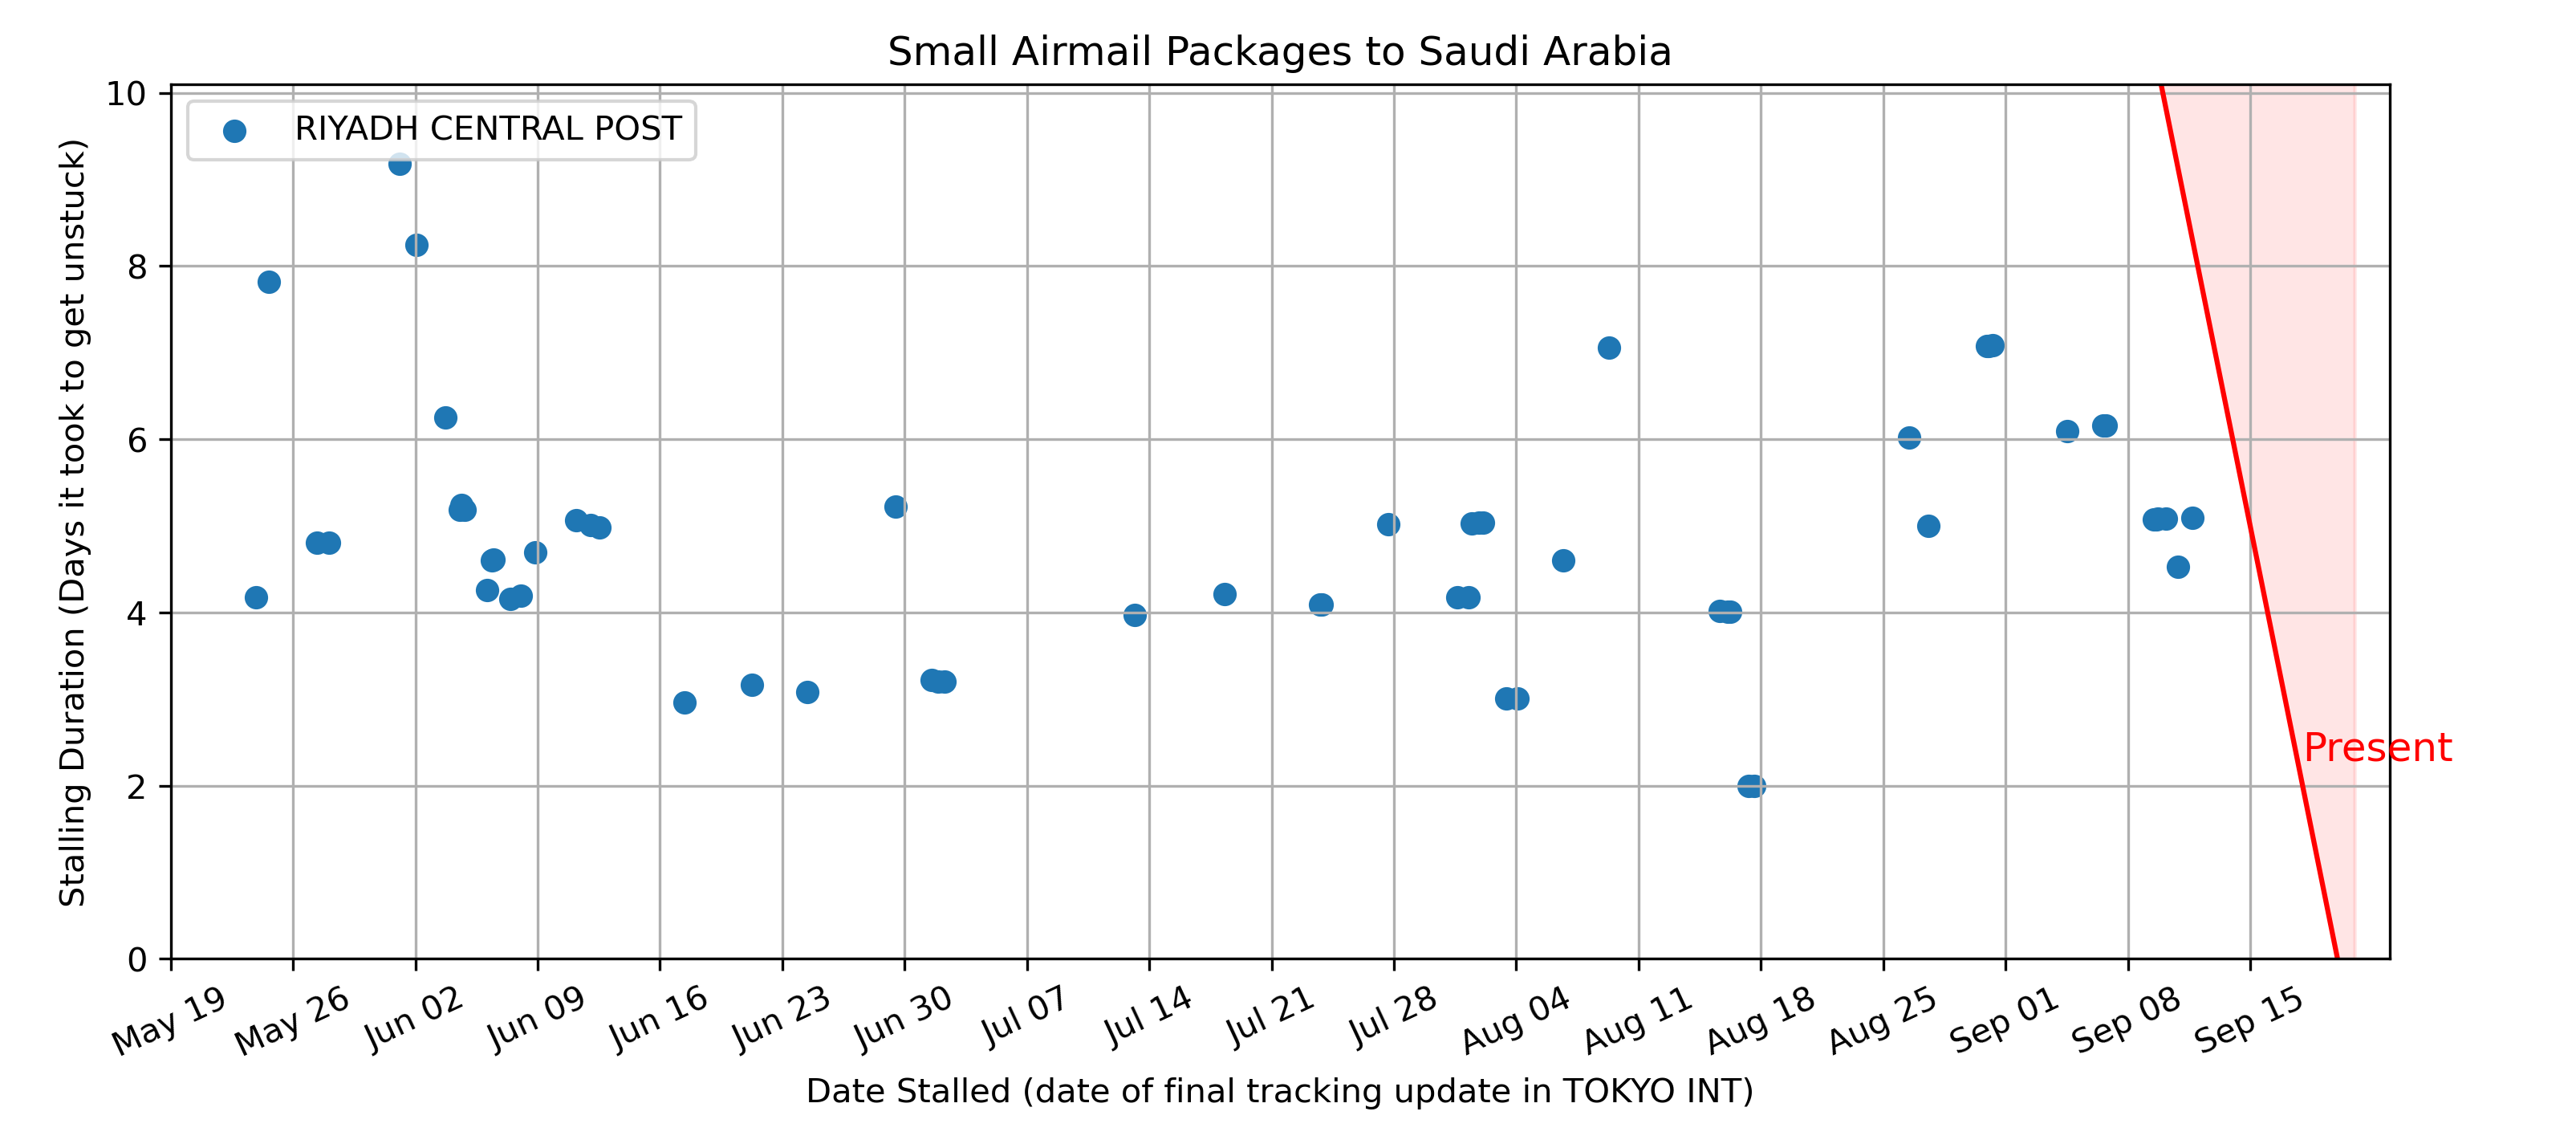 Small Airmail Packages to Saudi Arabia
RIYADH CENTRAL POST
Stalling Duration (Days it took to get unstuck)
10
8
6
4
2
0
Present
May 19 May 26 Jun 02 Jun 09 Jun 16 Jun 23 Jun 30 Jul 07 Jul 14 Jul 21 Jul 28 Aug 04 Aug 11 Aug 18 Aug 25 Sep 01 Sep 08 Sep 15
Date Stalled (date of final tracking update in TOKYO INT)